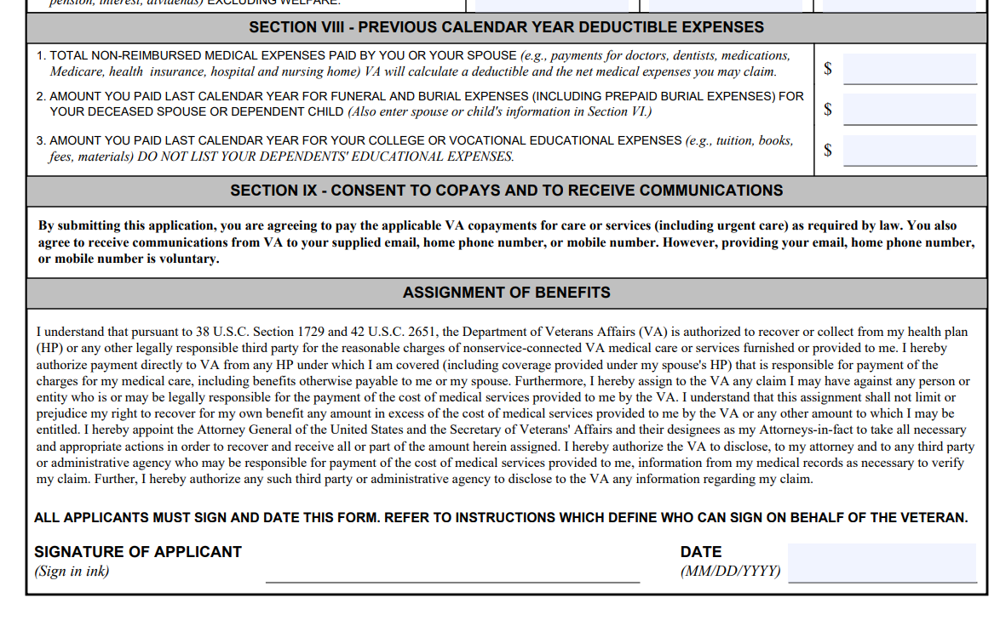 pension, interest, dividends) EXCLUDING WELFARE.
SECTION VIII - PREVIOUS CALENDAR YEAR DEDUCTIBLE EXPENSES
1. TOTAL NON-REIMBURSED MEDICAL EXPENSES PAID BY YOU OR YOUR SPOUSE (e.g., payments for doctors, dentists, medications,
Medicare, health insurance, hospital and nursing home) VA will calculate a deductible and the net medical expenses you may claim.
$
2. AMOUNT YOU PAID LAST CALENDAR YEAR FOR FUNERAL AND BURIAL EXPENSES (INCLUDING PREPAID BURIAL EXPENSES) FOR
YOUR DECEASED SPOUSE OR DEPENDENT CHILD (Also enter spouse or child's information in Section VI.)
$
3. AMOUNT YOU PAID LAST CALENDAR YEAR FOR YOUR COLLEGE OR VOCATIONAL EDUCATIONAL EXPENSES (e.g., tuition, books,
fees, materials) DO NOT LIST YOUR DEPENDENTS' EDUCATIONAL EXPENSES.
$
SECTION IX - CONSENT TO COPAYS AND TO RECEIVE COMMUNICATIONS
By submitting this application, you are agreeing to pay the applicable VA copayments for care or services (including urgent care) as required by law. You also
agree to receive communications from VA to your supplied email, home phone number, or mobile number. However, providing your email, home phone number,
or mobile number is voluntary.
ASSIGNMENT OF BENEFITS
I understand that pursuant to 38 U.S.C. Section 1729 and 42 U.S.C. 2651, the Department of Veterans Affairs (VA) is authorized to recover or collect from my health plan
(HP) or any other legally responsible third party for the reasonable charges of nonservice-connected VA medical care or services furnished or provided to me. I hereby
authorize payment directly to VA from any HP under which I am covered (including coverage provided under my spouse's HP) that is responsible for payment of the
charges for my medical care, including benefits otherwise payable to me or my spouse. Furthermore, I hereby assign to the VA any claim I may have against any person or
entity who is or may be legally responsible for the payment of the cost of medical services provided to me by the VA. I understand that this assignment shall not limit or
prejudice my right to recover for my own benefit any amount in excess of the cost of medical services provided to me by the VA or any other amount to which I may be
entitled. I hereby appoint the Attorney General of the United States and the Secretary of Veterans' Affairs and their designees as my Attorneys-in-fact to take all necessary
and appropriate actions in order to recover and receive all or part of the amount herein assigned. I hereby authorize the VA to disclose, to my attorney and to any third party
or administrative agency who may be responsible for payment of the cost of medical services provided to me, information from my medical records as necessary to verify
my claim. Further, I hereby authorize any such third party or administrative agency to disclose to the VA any information regarding my claim.
ALL APPLICANTS MUST SIGN AND DATE THIS FORM. REFER TO INSTRUCTIONS WHICH DEFINE WHO CAN SIGN ON BEHALF OF THE VETERAN.
SIGNATURE OF APPLICANT
(Sign in ink)
DATE
(MM/DD/YYYY)